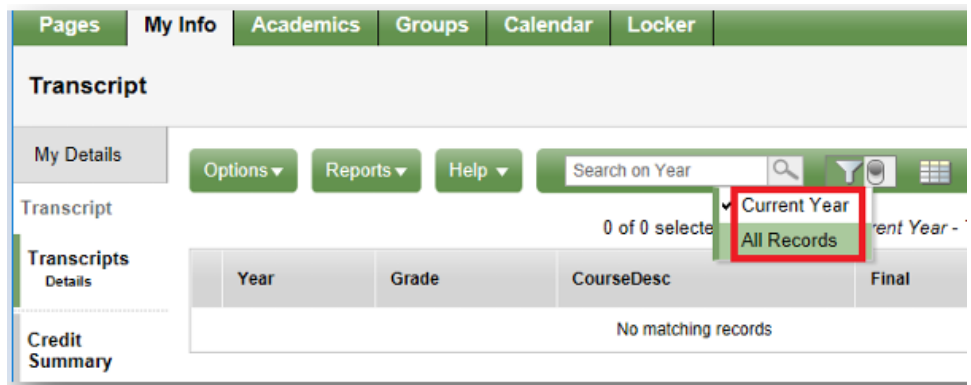 Pages My Info Academics Groups Calendar Locker
Transcript
My Details
Options Reports Help Search on Year
Current Year
0 of 0 selecte rent Year -
All Records
Transcript
Transcripts
Details
Year Grade CourseDesc Final
No matching records
Credit
Summary